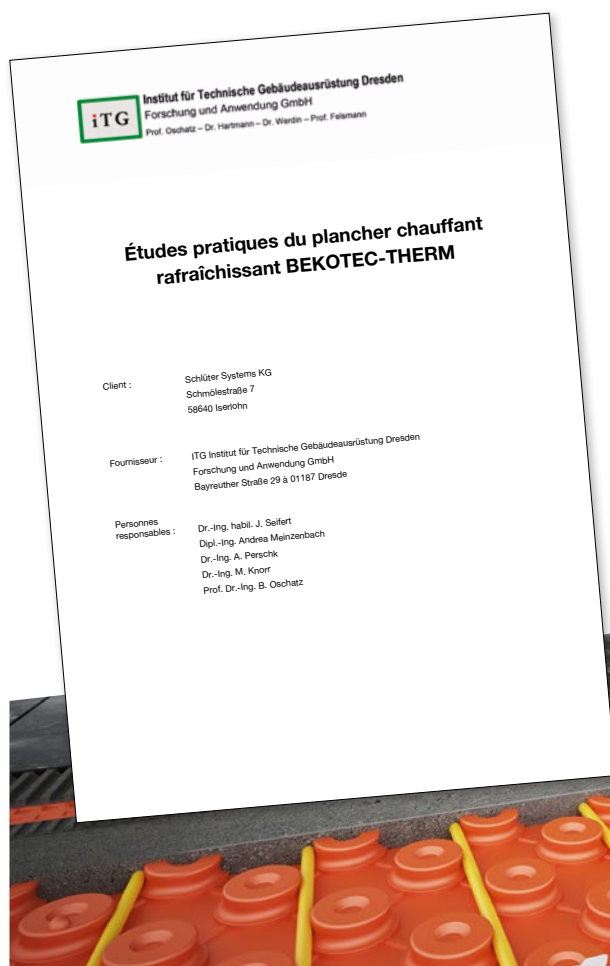 iTG
Institut für Technische Gebäudeausrüstung Dresden
Forschung und Anwendung GmbH
Prof. Oschatz – Dr. Hartmann – Dr. Werdin – Prof. Felsmann
Études pratiques du plancher chauffant
rafraîchissant BEKOTEC-THERM
Client :
Schlüter Systems KG
Schmölestraße 7
58640 Iserlohn
Fournisseur :
ITG Institut für Technische Gebäudeausrüstung Dresden
Forschung und Anwendung GmbH
Bayreuther Straße 29 à 01187 Dresde
Personnes
responsables :
Dr.-Ing. habil. J. Seifert
Dipl.-Ing. Andrea Meinzenbach
Dr.-Ing. A. Perschk
Dr.-Ing. M. Knorr
Prof. Dr.-Ing. B. Oschatz